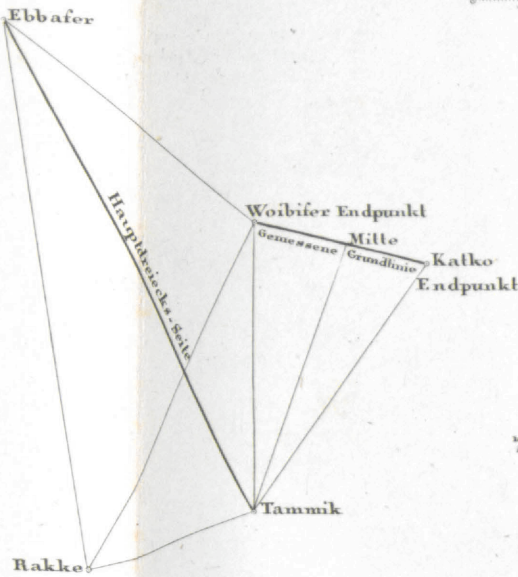 Ebbafer
Hauptdreiecks-Seite
Woibifer Endpunkt
Gemessene Grundlinie
Mitte
Katko
Endpunkt
Tammik
Rakke